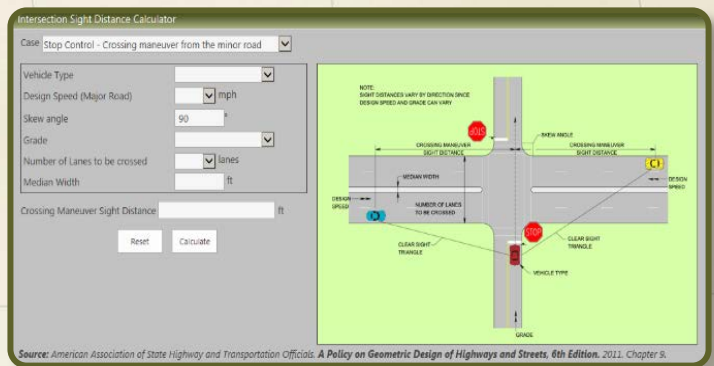 Intersection Sight Distance Calculator
Case Stop Control - Crossing maneuver from the minor road
Vehicle Type
Design Speed (Major Road) mph
Skew angle 90 °
Grade
Number of Lanes to be crossed lanes
Median Width ft
Crossing Maneuver Sight Distance ft
Reset Calculate
NOTE:
SIGHT DISTANCES VARY BY DIRECTION SINCE
DESIGN SPEED AND GRADE CAN VARY
STOP
SKEW ANGLE
CROSSING MANEUVER
SIGHT DISTANCE
CROSSING MANEUVER
SIGHT DISTANCE
MEDIAN WIDTH
DESIGN
SPEED
DESIGN
SPEED
NUMBER OF LANES
TO BE CROSSED
STOP
CLEAR SIGHT
TRIANGLE
CLEAR SIGHT
TRIANGLE
VEHICLE TYPE
GRADE
Source: American Association of State Highway and Transportation Officials. A Policy on Geometric Design of Highways and Streets, 6th Edition. 2011. Chapter 9.